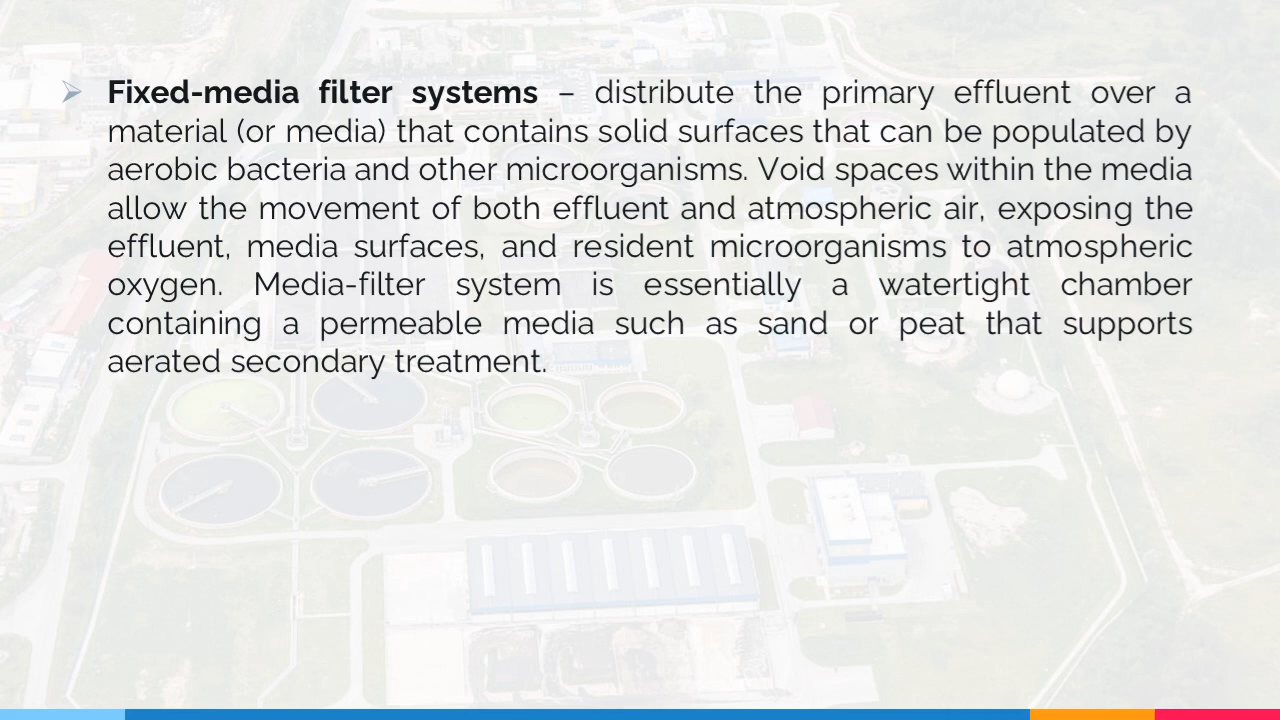 Fixed-media filter systems – distribute the primary effluent over a
material (or media) that contains solid surfaces that can be populated by
aerobic bacteria and other microorganisms. Void spaces within the media
allow the movement of both effluent and atmospheric air, exposing the
effluent, media surfaces, and resident microorganisms to atmospheric
oxygen. Media-filter system is essentially a watertight chamber
containing a permeable media such as sand or peat that supports
aerated secondary treatment.